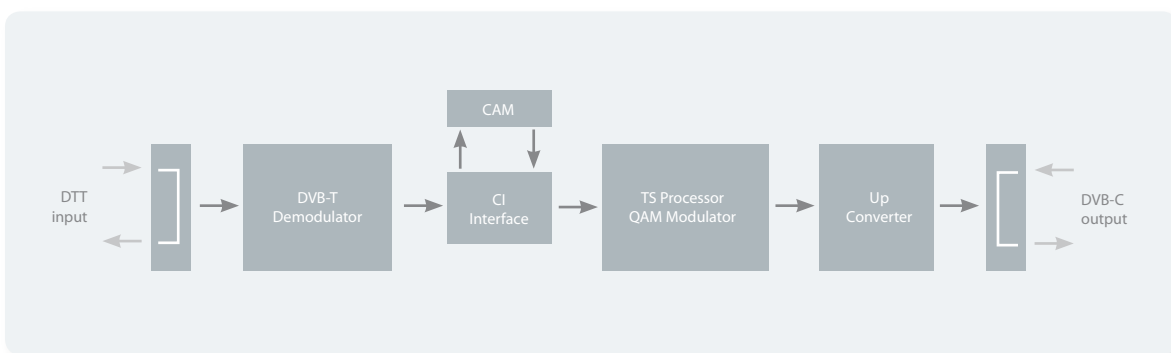 DTT
input
DVB-T
Demodulator
CAM
CI
Interface
TS Processor
QAM Modulator
Up
Converter
DVB-C
output